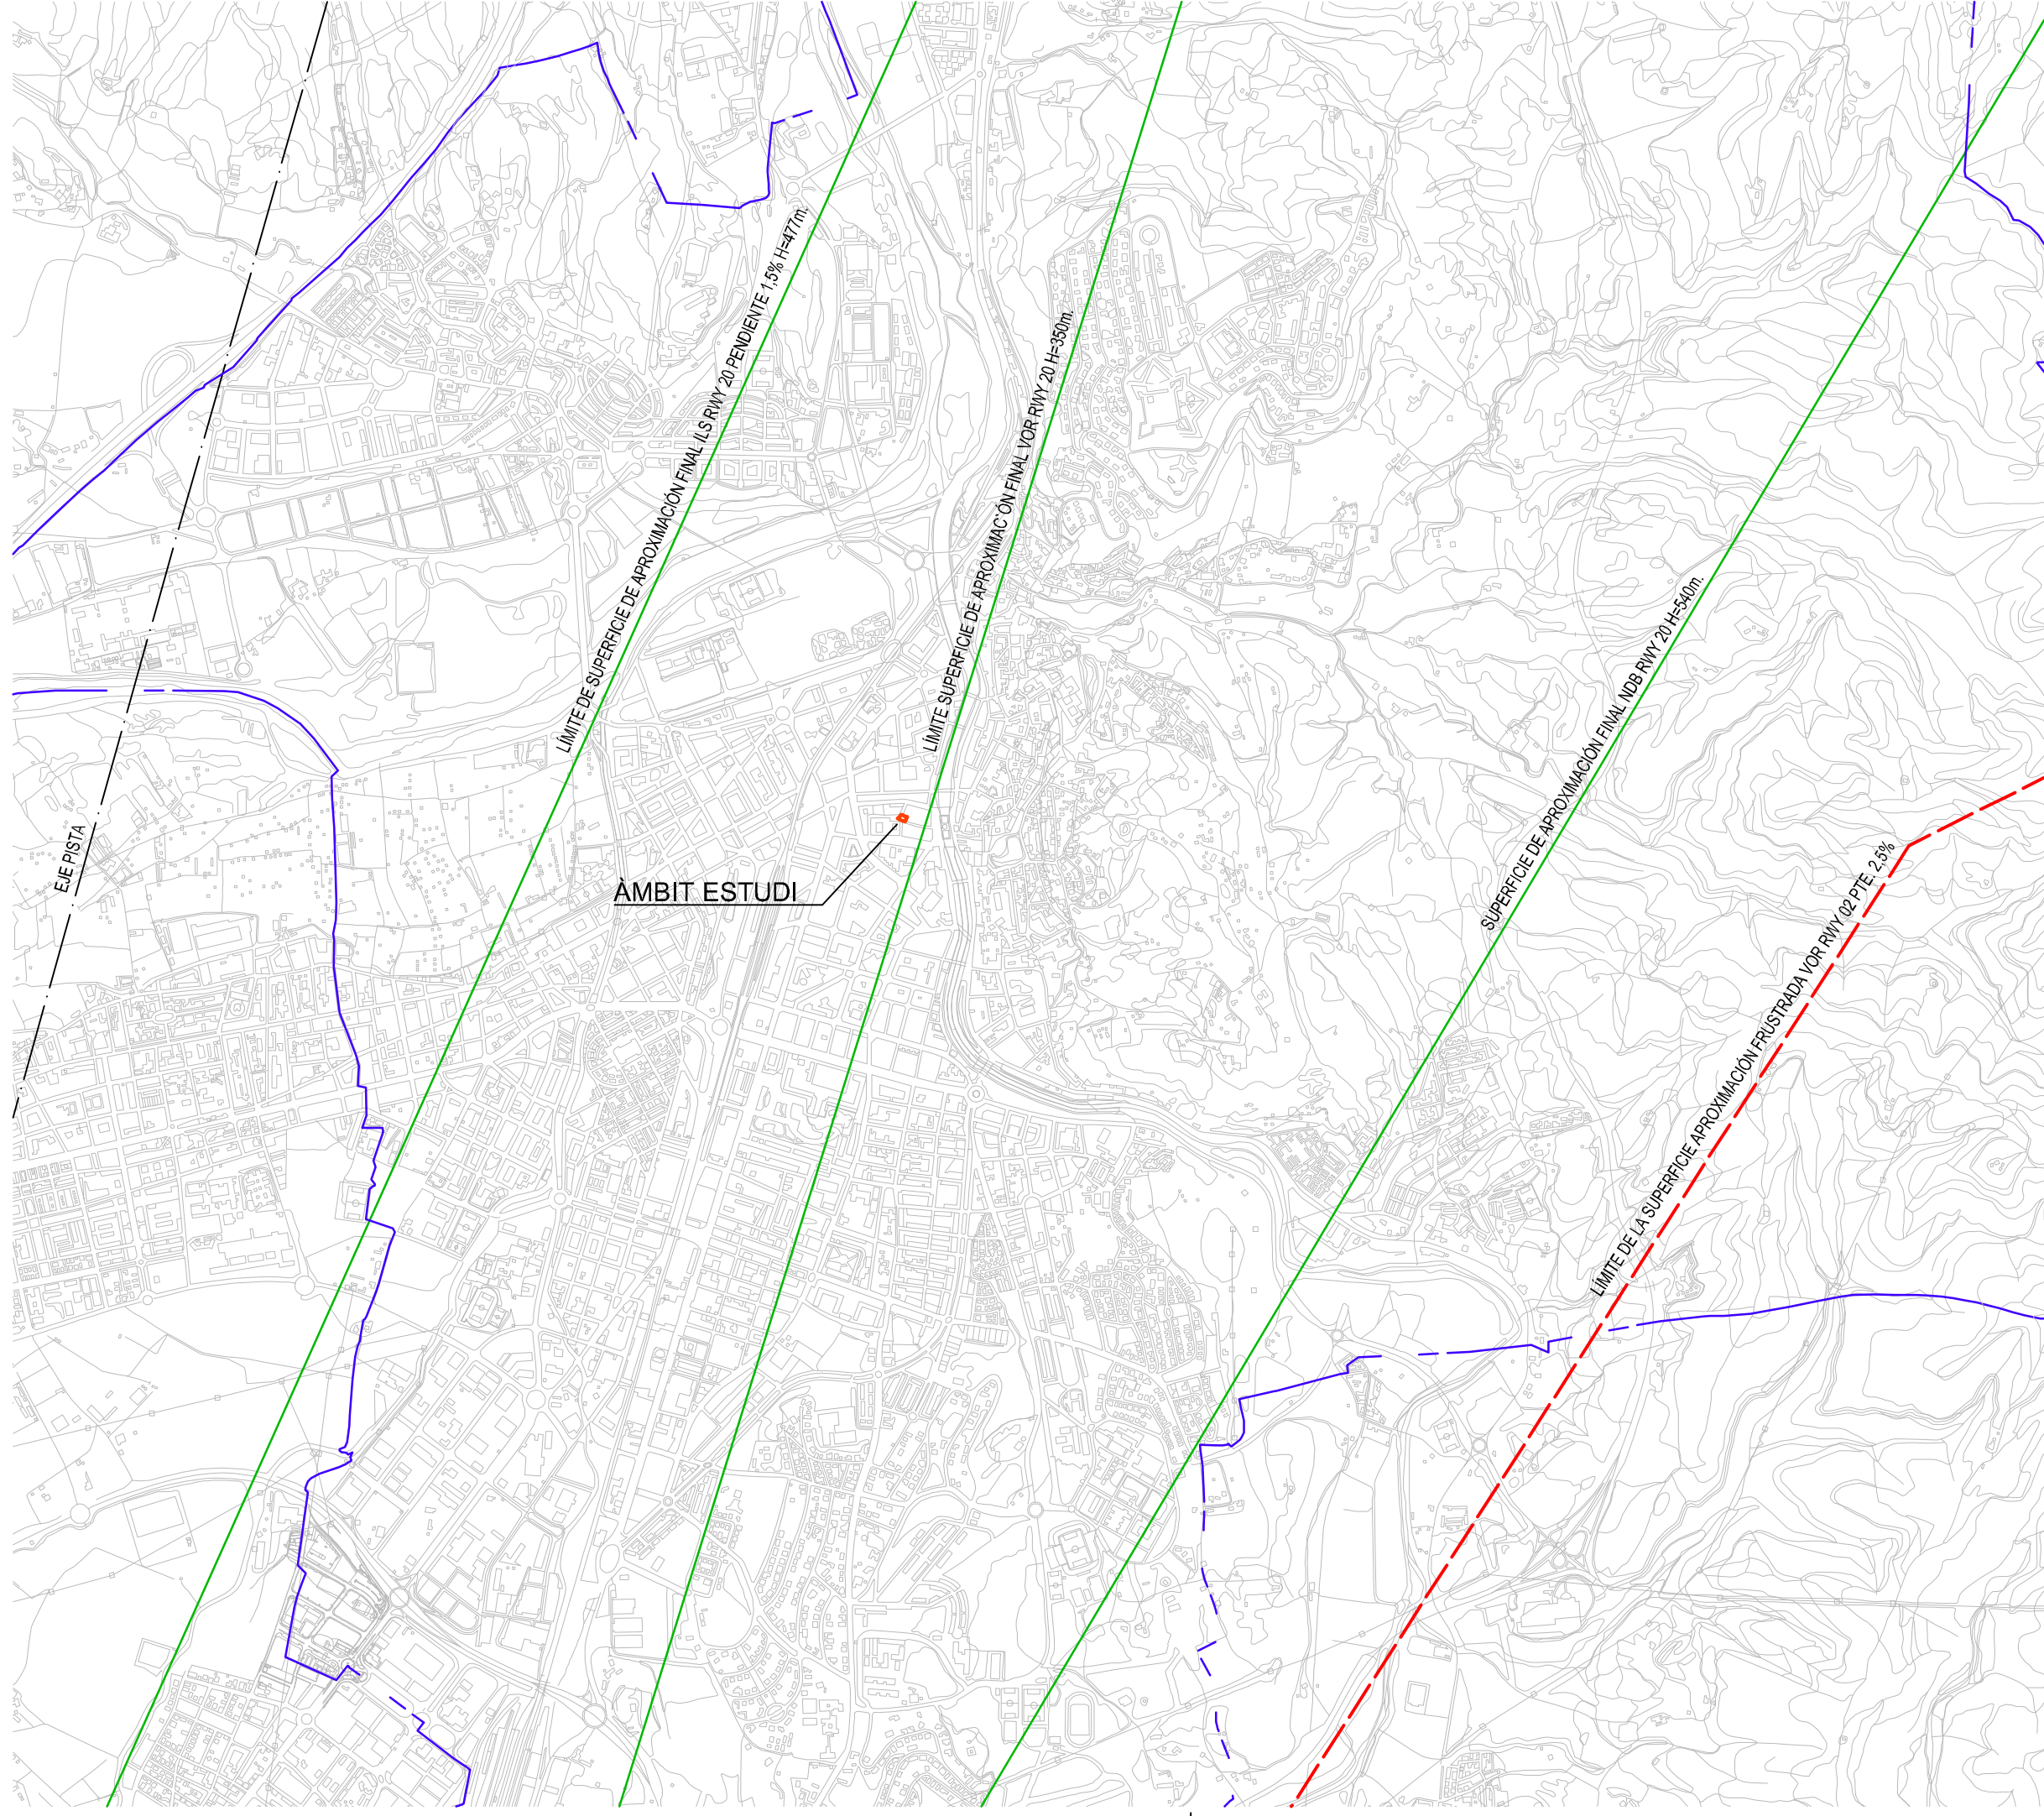 LÍMITE DE SUPERFICIE DE APROXIMACIÓN FINAL ILS RWY 20 PENDIENTE 1,5% H=477m.
LÍMITE SUPERFICIE DE APROXIMACIÓN FINAL VOR RWY 20 H=350m.
SUPERFICIE DE APROXIMACIÓN FINAL NDB RWY 20 H=540m.
EJE PISTA
ÀMBIT ESTUDI
LÍMITE DE LA SUPERFICIE APROXIMACIÓN FRUSTRADA VOR RWY 02 PTE. 2,5%